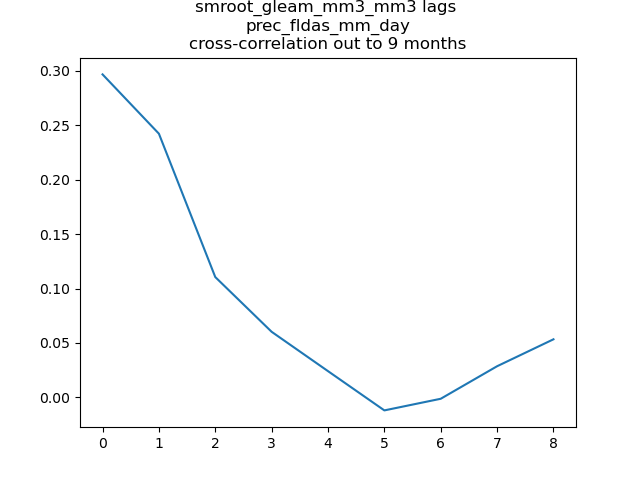 smroot_gleam_mm3_mm3 lags
prec_fldas_mm_day
cross-correlation out to 9 months
0.30
0.25
0.20
0.15
0.10
0.05
0.00
0 1 2 3 4 5 6 7 8